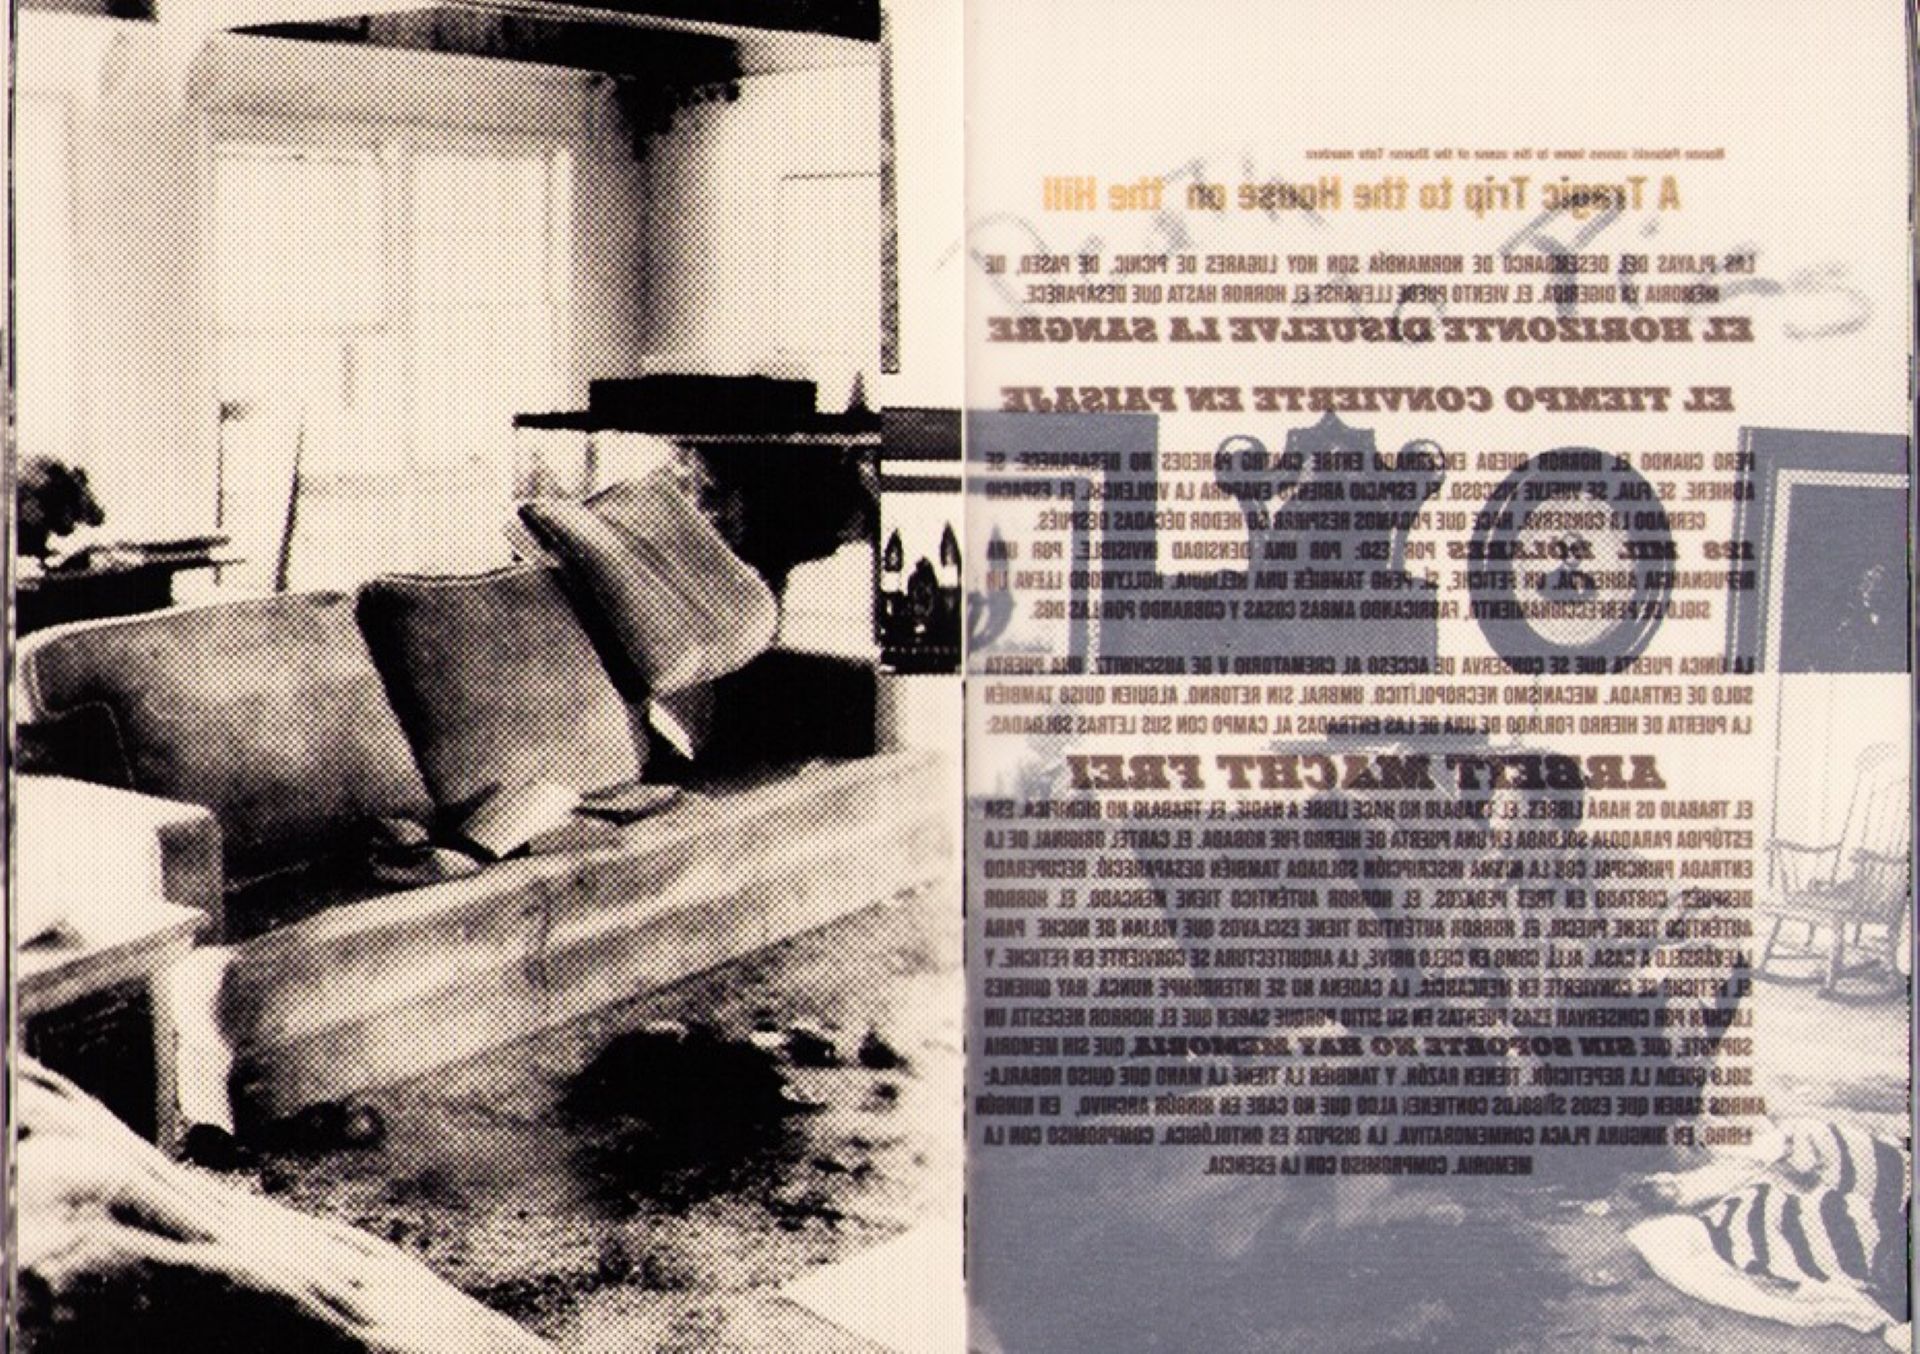 Roman Polanski comes home to the scene of the Sharon Tate murders
A Tragic Trip to the House on the Hill
LAS PLAYAS DEL DESEMBARCO DE NORMANDÍA SON HOY LUGARES DE PICNIC, DE PASEO, DE
MEMORIA YA DIGERIDA. EL VIENTO PUEDE LLEVARSE EL HORROR HASTA QUE DESAPARECE.
EL HORIZONTE DISUELVE LA SANGRE
EL TIEMPO CONVIERTE EN PAISAJE
PERO CUANDO EL HORROR QUEDA ENCERRADO ENTRE CUATRO PAREDES NO DESAPARECE: SE
ADHIERE, SE FIJA, SE VUELVE VISCOSO. EL ESPACIO ABIERTO EVAPORA LA VIOLENCIA, EL ESPACIO
CERRADO LA CONSERVA, HACE QUE PODAMOS RESPIRAR SU HEDOR DÉCADAS DESPUÉS.
128 MIL DÓLARES POR ESO: POR UNA DENSIDAD INVISIBLE, POR UNA
REPUGNANCIA ADHERIDA. UN FETICHE, SÍ, PERO TAMBIÉN UNA RELIQUIA. HOLLYWOOD LLEVA UN
SIGLO DE PERFECCIONAMIENTO, FABRICANDO AMBAS COSAS Y COBRANDO POR LAS DOS.
LA ÚNICA PUERTA QUE SE CONSERVA DE ACCESO AL CREMATORIO V DE AUSCHWITZ: UNA PUERTA
SOLO DE ENTRADA. MECANISMO NECROPOLÍTICO. UMBRAL SIN RETORNO. ALGUIEN QUISO TAMBIÉN
LA PUERTA DE HIERRO FORJADO DE UNA DE LAS ENTRADAS AL CAMPO CON SUS LETRAS SOLDADAS:
ARBEIT MACHT FREI
EL TRABAJO OS HARÁ LIBRES. EL TRABAJO NO HACE LIBRE A NADIE, EL TRABAJO NO DIGNIFICA. ESA
ESTÚPIDA PARADOJA SOLDADA EN UNA PUERTA DE HIERRO FUE ROBADA. EL CARTEL ORIGINAL DE LA
ENTRADA PRINCIPAL CON LA MISMA INSCRIPCIÓN SOLDADA TAMBIÉN DESAPARECIÓ, RECUPERADO
DESPUÉS, CORTADO EN TRES PEDAZOS. EL HORROR AUTÉNTICO TIENE MERCADO. EL HORROR
AUTÉNTICO TIENE PRECIO. EL HORROR AUTÉNTICO TIENE ESCLAVOS QUE VIAJAN DE NOCHE PARA
LLEVÁRSELO A CASA. ALLÍ, COMO EN CIELO DRIVE, LA ARQUITECTURA SE CONVIERTE EN FETICHE. Y
EL FETICHE SE CONVIERTE EN MERCANCÍA. LA CADENA NO SE INTERRUMPE NUNCA. HAY QUIENES
LUCHAN POR CONSERVAR ESAS PUERTAS EN SU SITIO PORQUE SABEN QUE EL HORROR NECESITA UN
SOPORTE, QUE SIN SOPORTE NO HAY MEMORIA, QUE SIN MEMORIA
SOLO QUEDA LA REPETICIÓN. TIENEN RAZÓN. Y TAMBIÉN LA TIENE LA MANO QUE QUISO ROBARLA:
AMBOS SABEN QUE ESOS SÍMBOLOS CONTIENEN ALGO QUE NO CABE EN NINGÚN ARCHIVO, EN NINGÚN
LIBRO, EN NINGUNA PLACA CONMEMORATIVA. LA DISPUTA ES ONTOLÓGICA. COMPROMISO CON LA
MEMORIA. COMPROMISO CON LA ESENCIA.